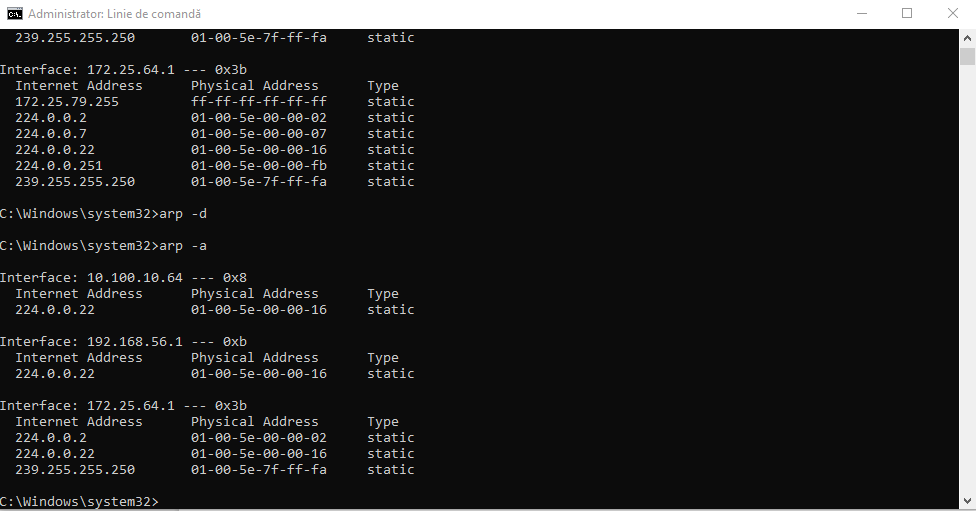 Administrator: Linie de comandă
239.255.255.250 01-00-5e-7f-ff-fa static
Interface: 172.25.64.1 --- 0x3b
Internet Address Physical Address Type
172.25.79.255 ff-ff-ff-ff-ff-ff static
224.0.0.2 01-00-5e-00-00-02 static
224.0.0.7 01-00-5e-00-00-07 static
224.0.0.22 01-00-5e-00-00-16 static
224.0.0.251 01-00-5e-00-00-fb static
239.255.255.250 01-00-5e-7f-ff-fa static
C:\Windows\system32>arp -d
C:\Windows\system32>arp -a
Interface: 10.100.10.64 --- 0x8
Internet Address Physical Address Type
224.0.0.22 01-00-5e-00-00-16 static
Interface: 192.168.56.1 --- 0xb
Internet Address Physical Address Type
224.0.0.22 01-00-5e-00-00-16 static
Interface: 172.25.64.1 --- 0x3b
Internet Address Physical Address Type
224.0.0.2 01-00-5e-00-00-02 static
224.0.0.22 01-00-5e-00-00-16 static
239.255.255.250 01-00-5e-7f-ff-fa static
C:\Windows\system32>